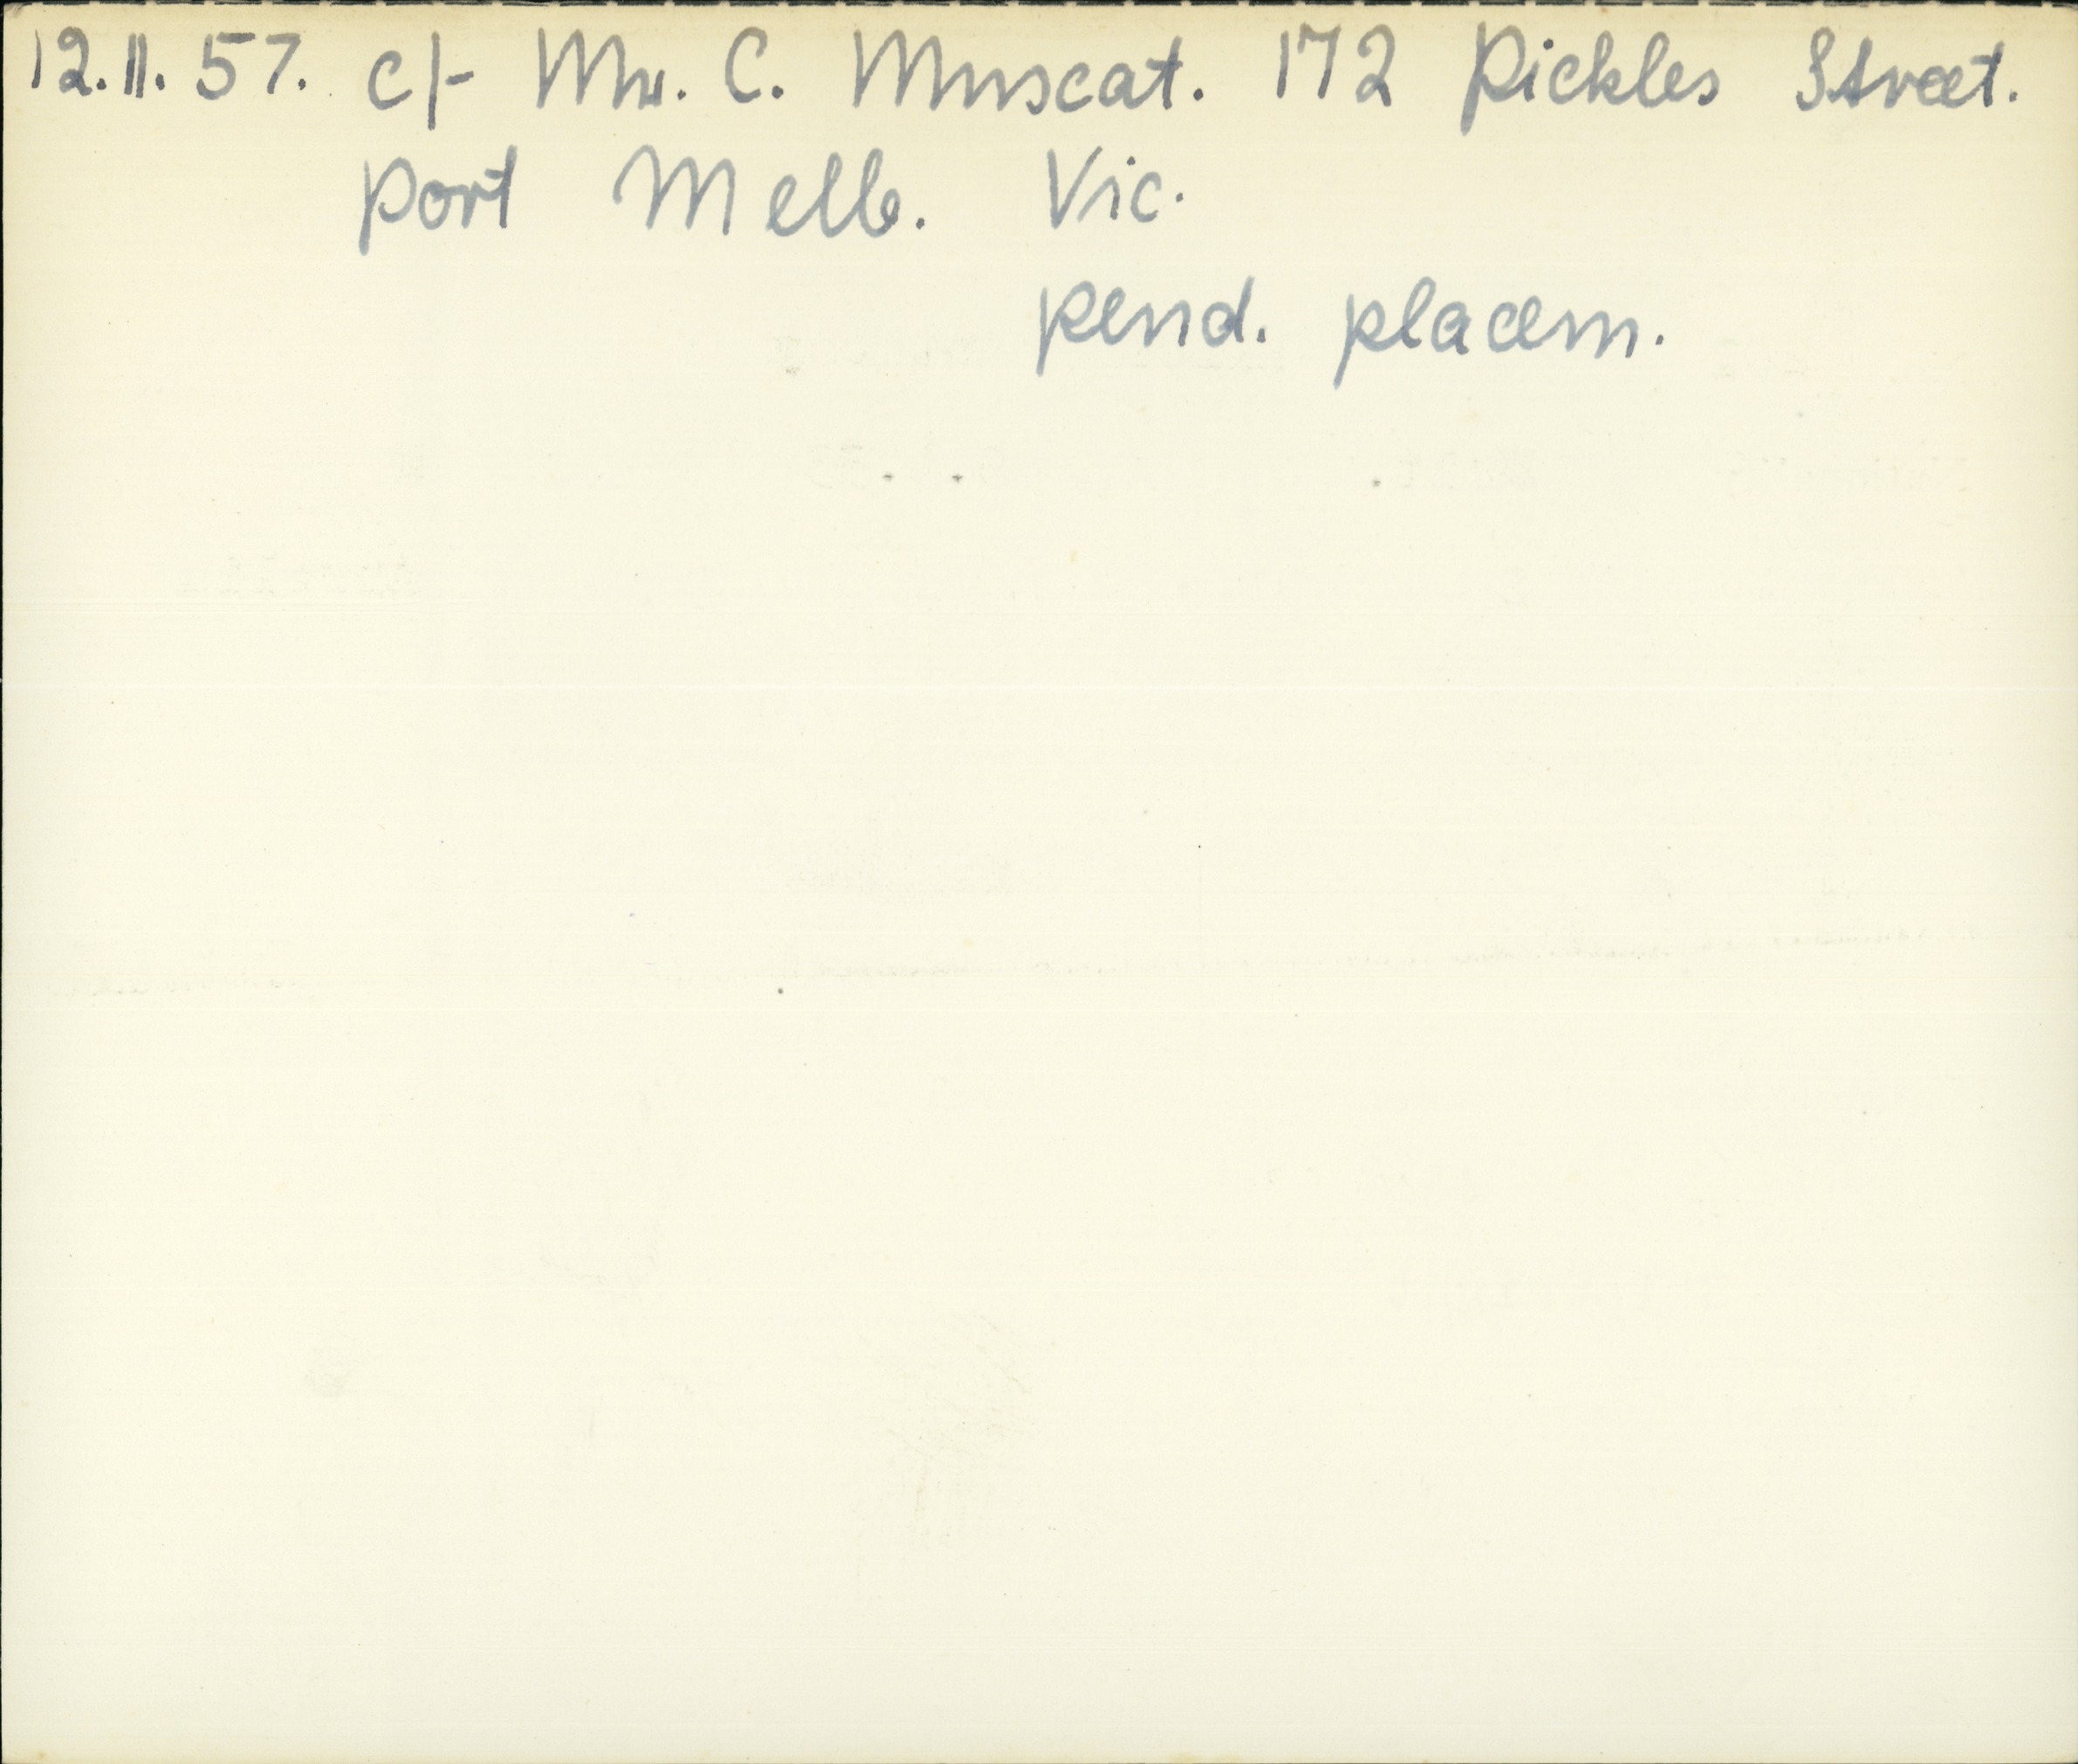 12.11.57. c/- Mr. C. Muscat. 172 Pickles Street.
Port Melb. Vic.
pend. placem.